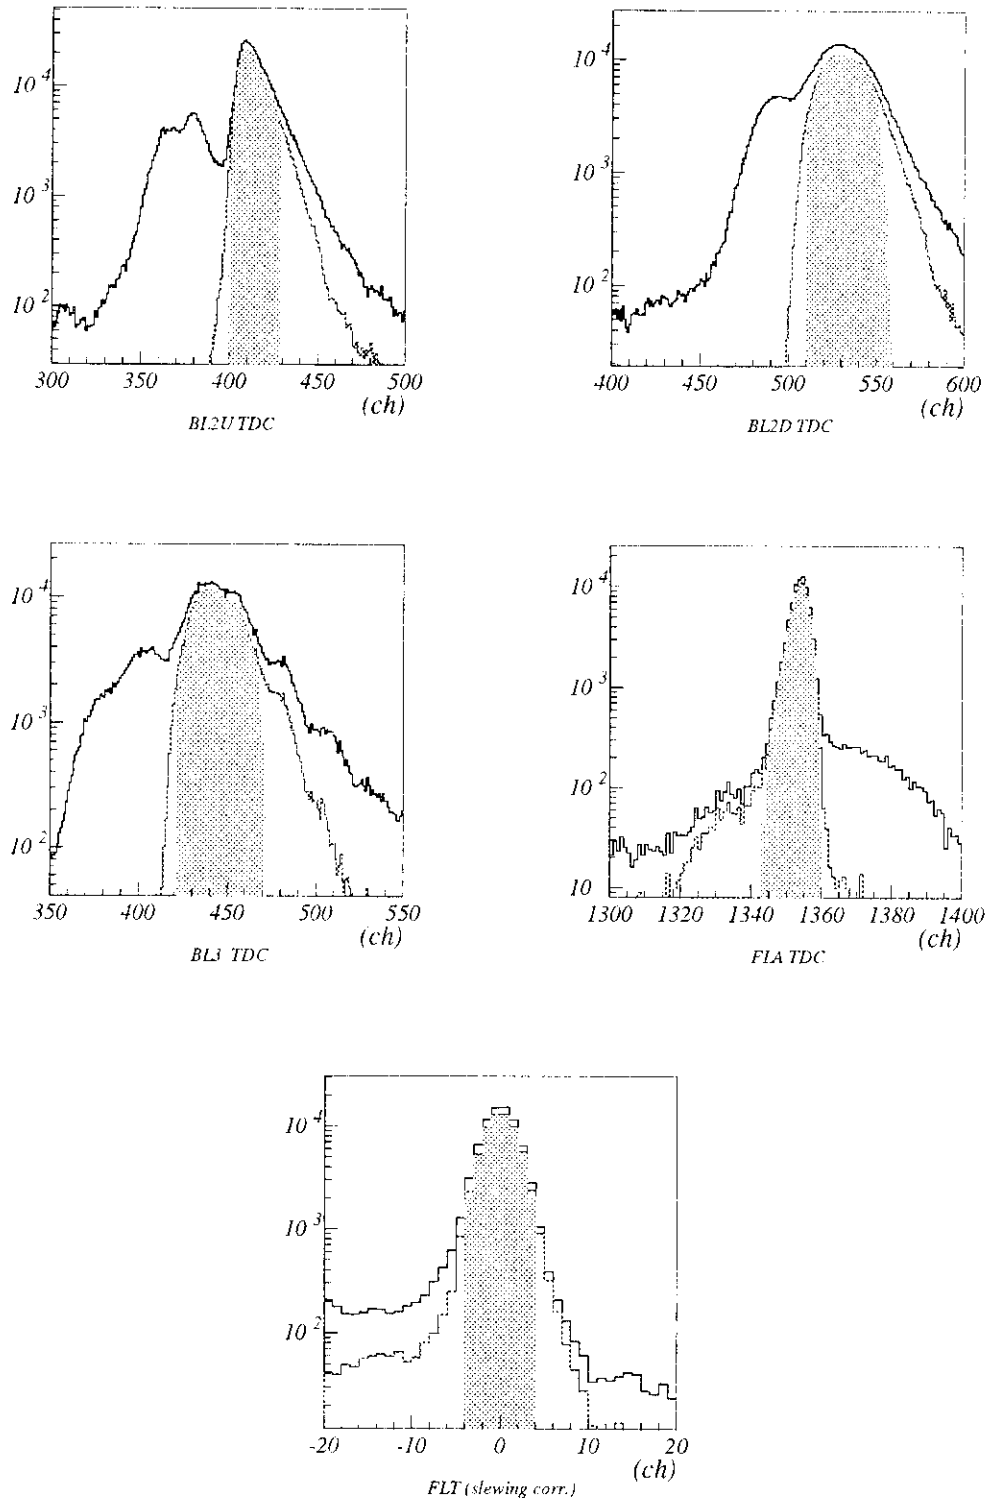 10^4
10^3
10^2
300 350 400 450 500
(ch)
BL2U TDC
10^4
10^3
10^2
400 450 500 550 600
(ch)
BL2D TDC
10^4
10^3
10^2
350 400 450 500 550
(ch)
BL3 TDC
10^4
10^3
10^2
10
1300 1320 1340 1360 1380 1400
(ch)
F1A TDC
10^4
10^3
10^2
-20 -10 0 10 20
(ch)
FLT (slewing corr.)